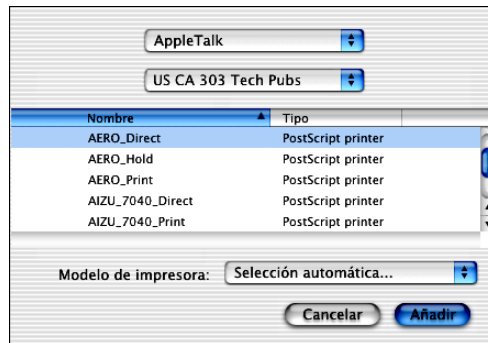 AppleTalk
US CA 303 Tech Pubs
Nombre Tipo
AERO_Direct PostScript printer
AERO_Hold PostScript printer
AERO_Print PostScript printer
AIZU_7040_Direct PostScript printer
AIZU_7040_Print PostScript printer
Modelo de impresora: Selección automática...
Cancelar Añadir